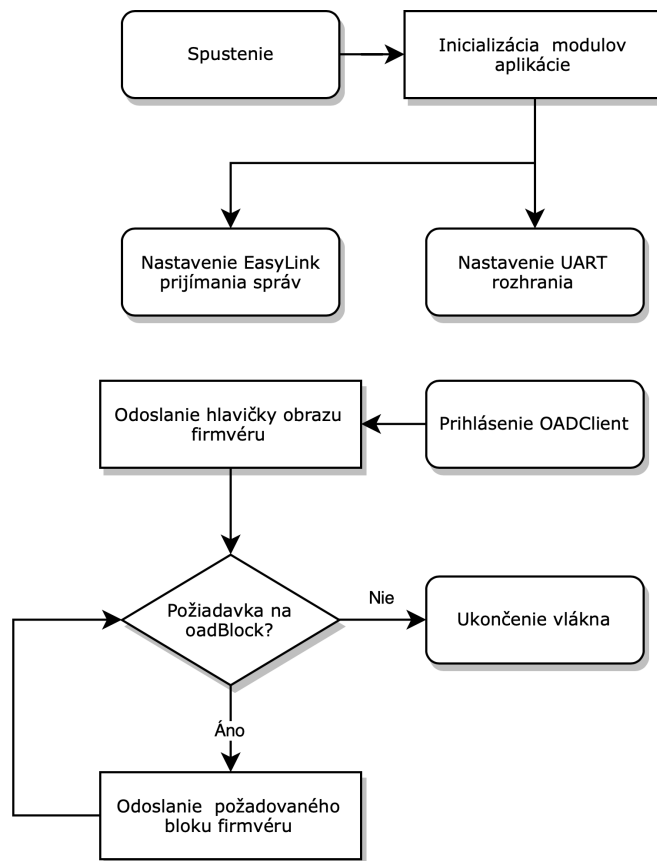 Spustenie
Inicializácia  modulov
aplikácie
Nastavenie EasyLink
prijímania správ
Nastavenie UART
rozhrania
Odoslanie hlavičky obrazu
firmvéru
Prihlásenie OADClient
Požiadavka na
oadBlock?
Nie
Ukončenie vlákna
Áno
Odoslanie  požadovaného
bloku firmvéru